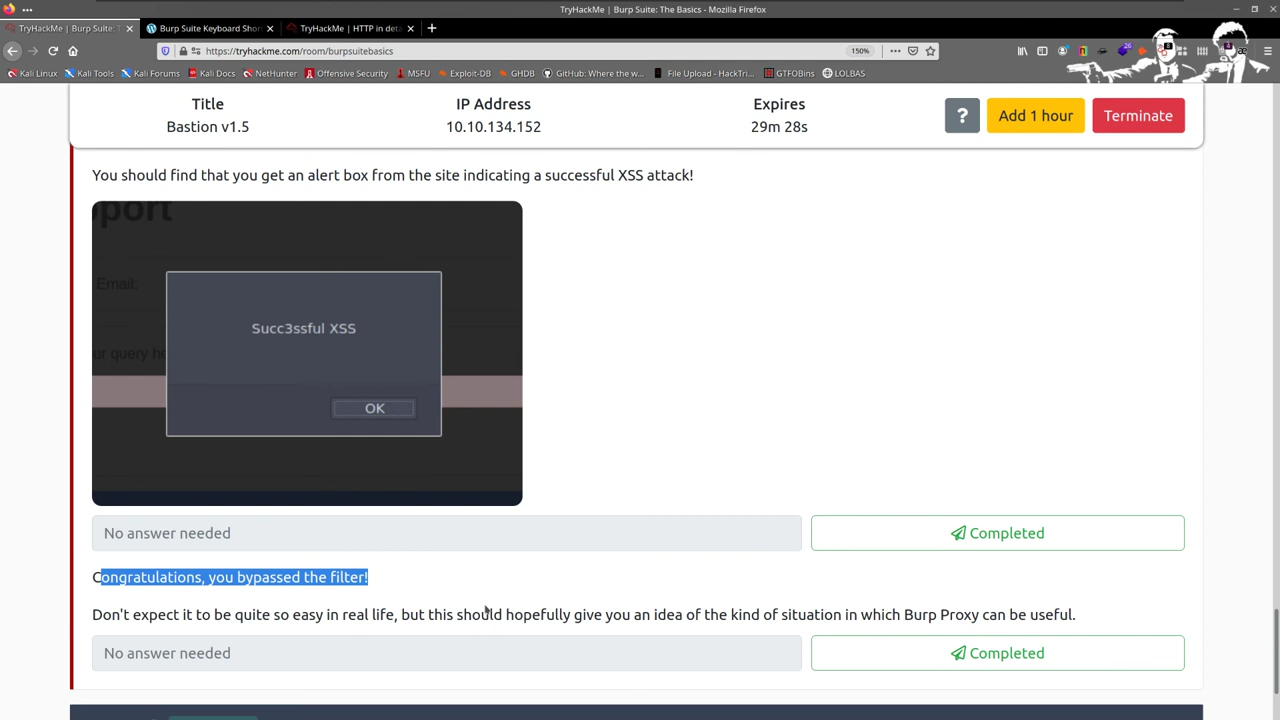 TryHackMe | Burp Suite: The Basics - Mozilla Firefox
TryHackMe | Burp Suite: T
Burp Suite Keyboard Shor
TryHackMe | HTTP in deta
https://tryhackme.com/room/burpsuitebasics
150%
Kali Linux
Kali Tools
Kali Forums
Kali Docs
NetHunter
Offensive Security
MSFU
Exploit-DB
GHDB
GitHub: Where the w...
File Upload - HackTri...
GTFOBins
LOLBAS
Title
IP Address
Expires
Bastion v1.5
10.10.134.152
29m 28s
?
Add 1 hour
Terminate
You should find that you get an alert box from the site indicating a successful XSS attack!
pport
Email:
ur query he
Succ3ssful XSS
OK
No answer needed
Completed
Congratulations, you bypassed the filter!
Don't expect it to be quite so easy in real life, but this should hopefully give you an idea of the kind of situation in which Burp Proxy can be useful.
No answer needed
Completed